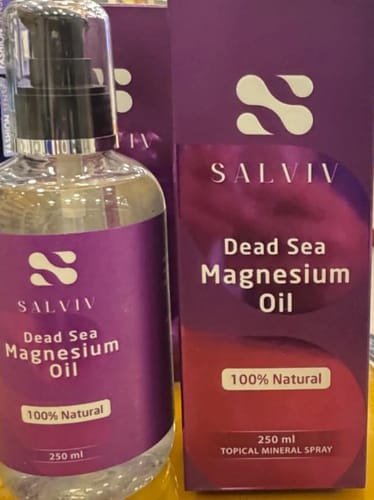 SALVIV
Dead Sea
Magnesium
Oil
100% Natural
250 ml
SALVIV
Dead Sea
Magnesium
Oil
100% Natural
250 ml
TOPICAL MINERAL SPRAY